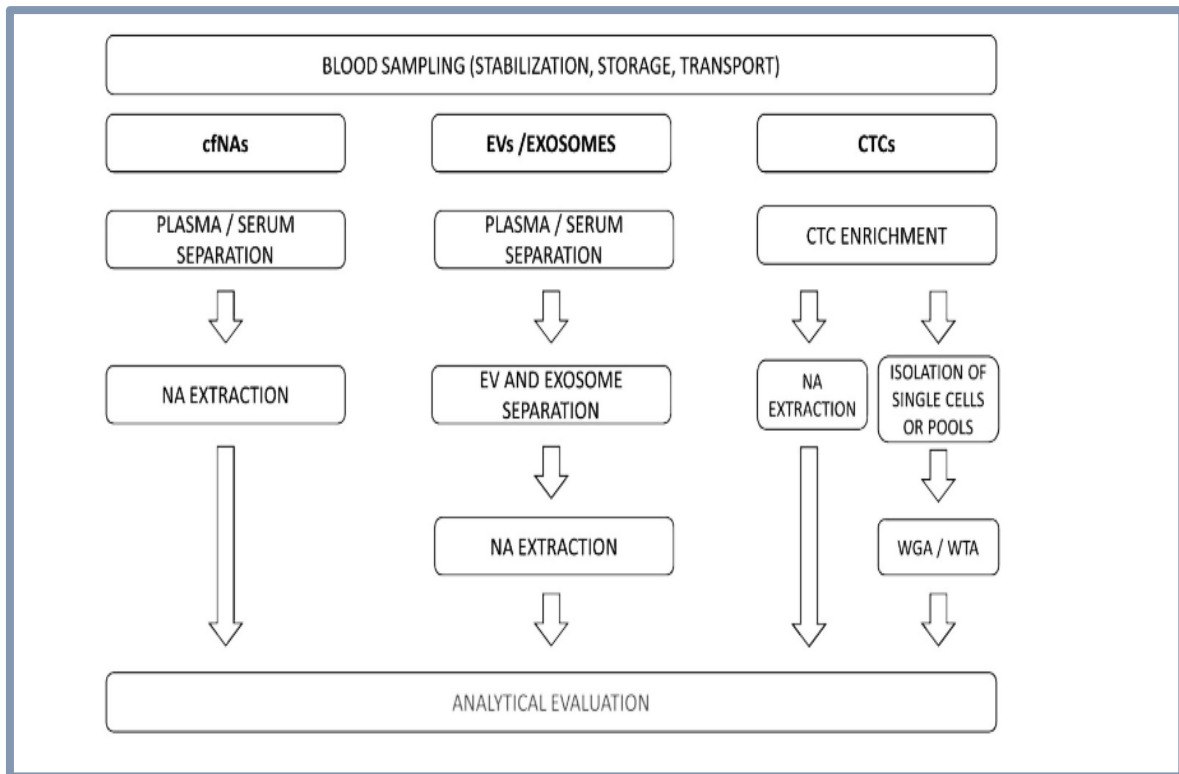 BLOOD SAMPLING (STABILIZATION, STORAGE, TRANSPORT)
cfNAs
EVs /EXOSOMES
CTCs
PLASMA / SERUM
SEPARATION
PLASMA / SERUM
SEPARATION
CTC ENRICHMENT
NA EXTRACTION
EV AND EXOSOME
SEPARATION
NA
EXTRACTION
ISOLATION OF
SINGLE CELLS
OR POOLS
NA EXTRACTION
WGA / WTA
ANALYTICAL EVALUATION